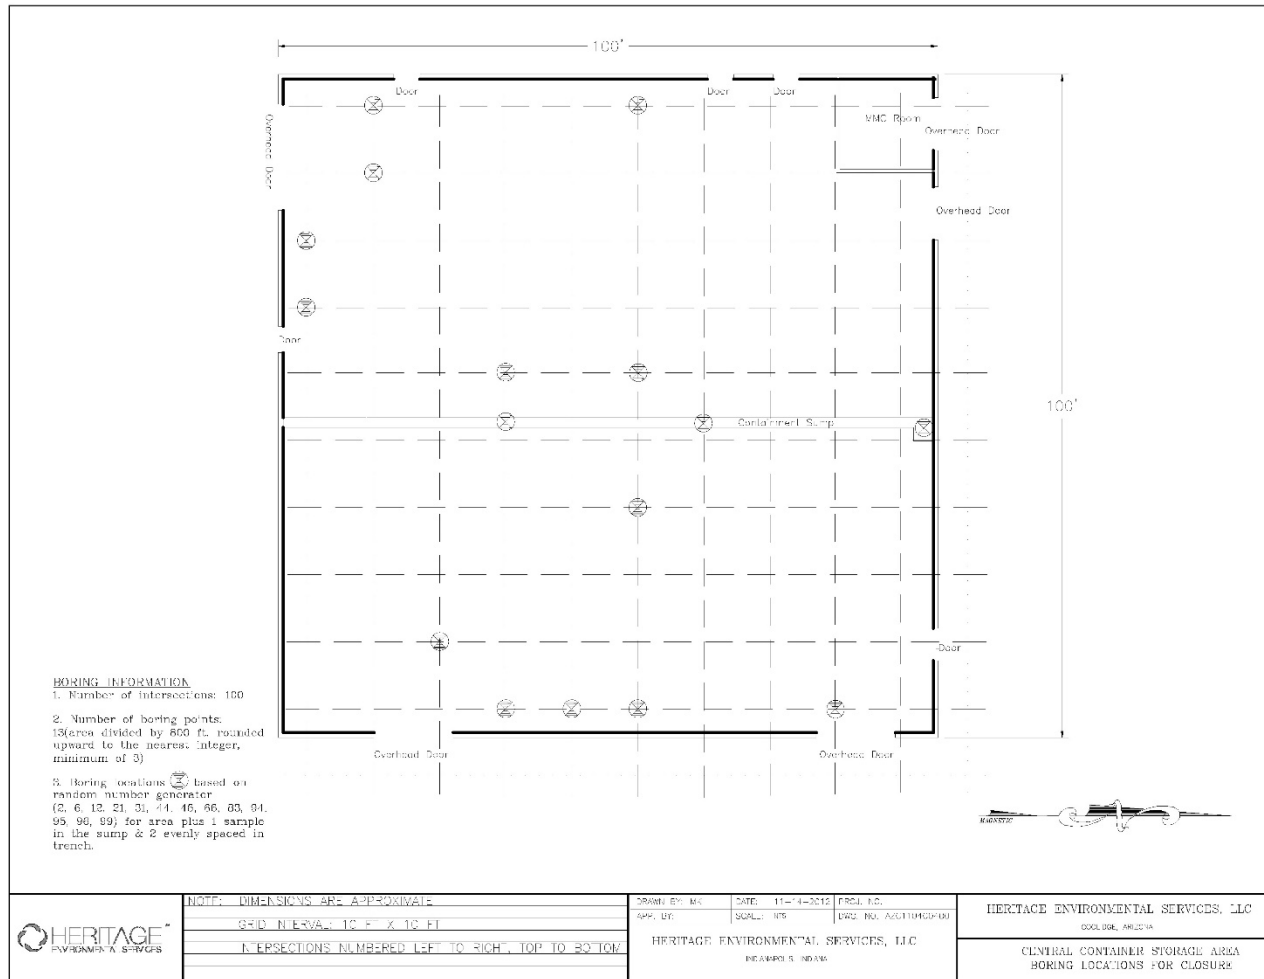 100'
Door
Door
Door
MMC Room
Overhead Door
Overhead Door
Overhead Door
Door
100'
Containment Sump
Door
Overhead Door
Overhead Door
BORING INFORMATION
1. Number of intersections: 100
2. Number of boring points:
13(area divided by 800 ft. rounded
upward to the nearest integer,
minimum of 3)
3. Boring locations based on
random number generator
(2, 6, 12, 21, 31, 44, 46, 66, 83, 94,
95, 96, 99) for area plus 1 sample
in the sump & 2 evenly spaced in
trench.
MAGNETIC
HERITAGE
ENVIRONMENTAL SERVICES
NOTE: DIMENSIONS ARE APPROXIMATE
GRID INTERVAL: 10 FT X 10 FT
INTERSECTIONS NUMBERED LEFT TO RIGHT, TOP TO BOTTOM
DRAWN BY: MK
DATE: 11-14-2012
PROJ. NO.
APP. BY:
SCALE: NTS
DWG. NO.
HERITAGE ENVIRONMENTAL SERVICES, LLC
INDIANAPOLIS, INDIANA
HERITAGE ENVIRONMENTAL SERVICES, LLC
COOLIDGE, ARIZONA
CENTRAL CONTAINER STORAGE AREA
BORING LOCATIONS FOR CLOSURE